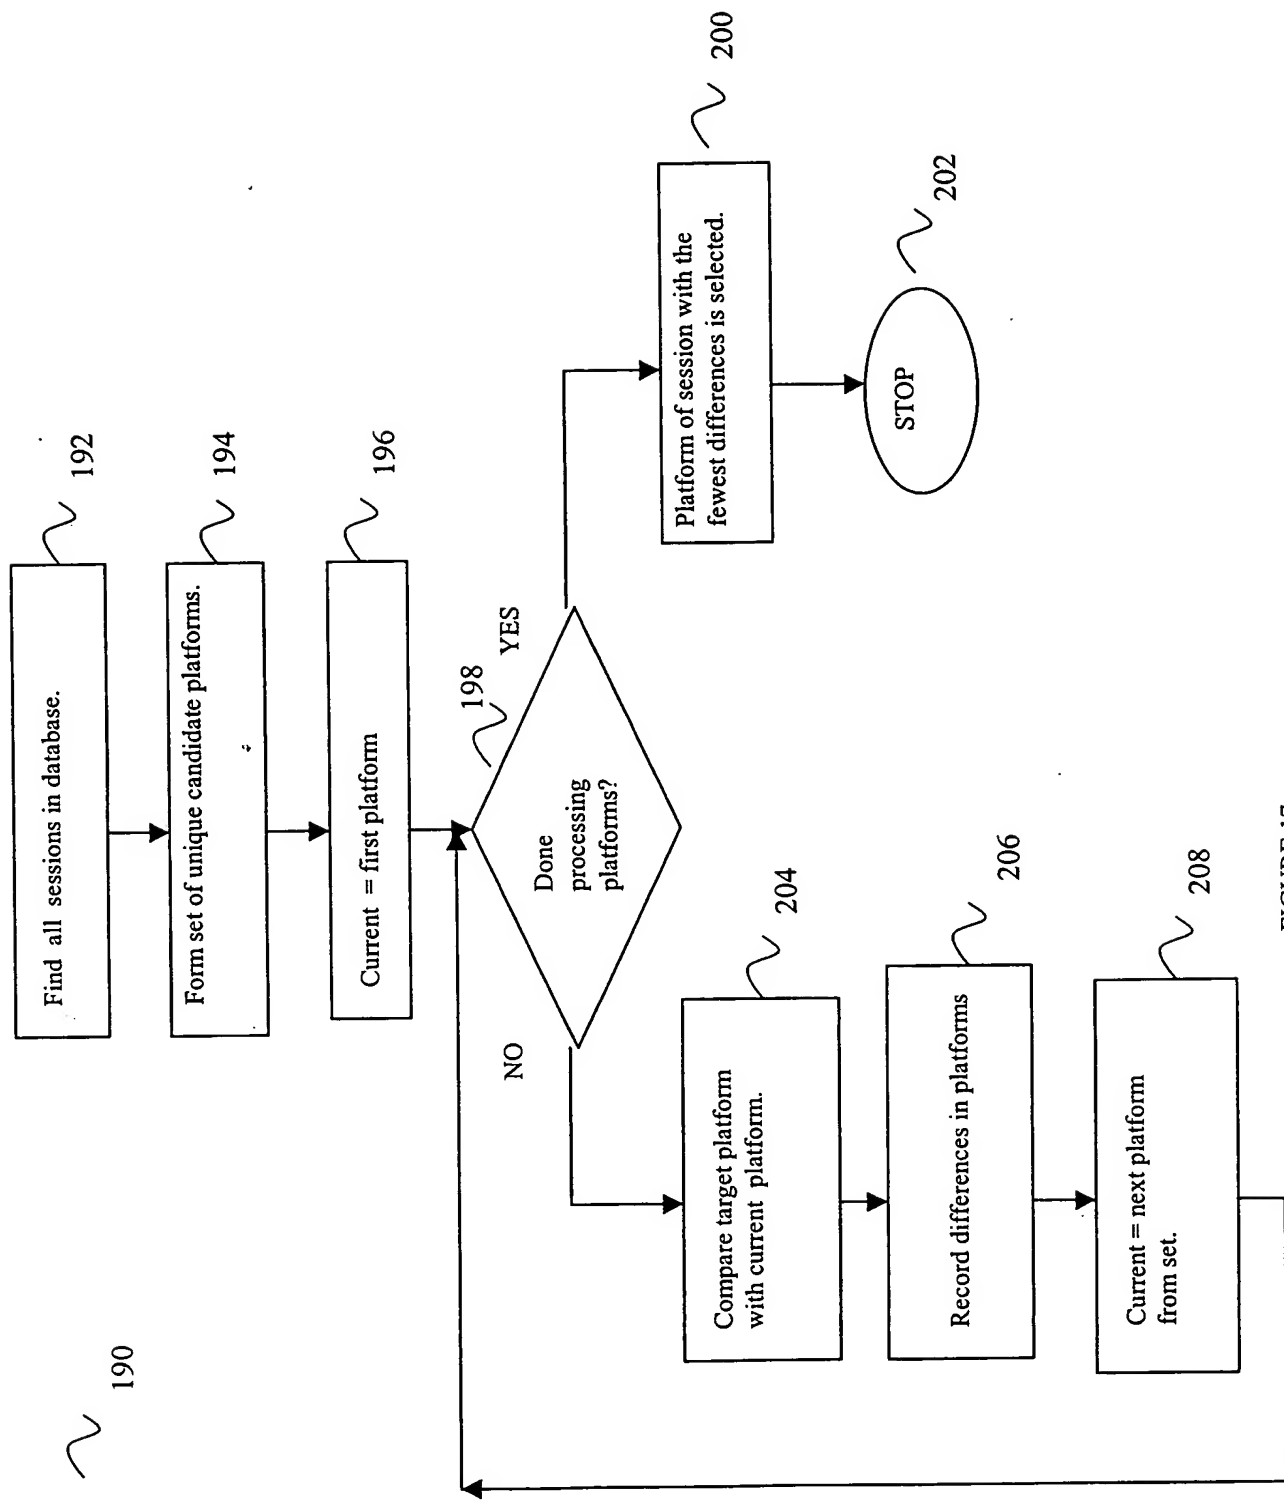 190
Find all sessions in database.
192
Form set of unique candidate platforms.
194
Current = first platform
196
198
Done
processing
platforms?
NO
YES
Compare target platform
with current platform.
204
Record differences in platforms
206
Current = next platform
from set.
208
Platform of session with the
fewest differences is selected.
200
STOP
202